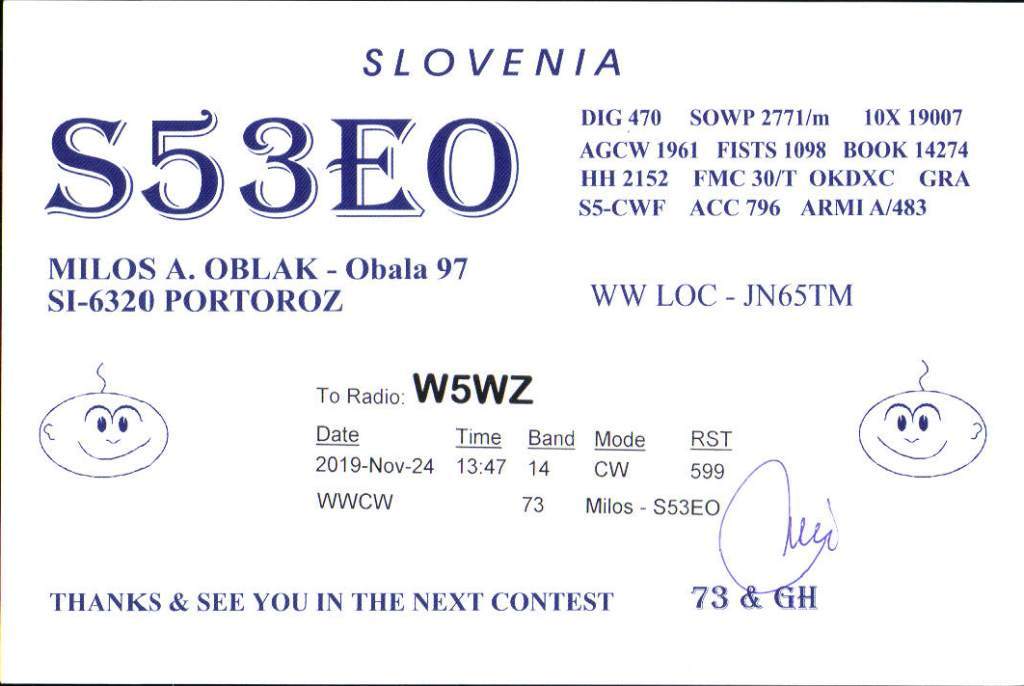 SLOVENIA
S53EO
DIG 470 SOWP 2771/m 10X 19007
AGCW 1961 FISTS 1098 BOOK 14274
HH 2152 FMC 30/T OKDXC GRA
S5-CWF ACC 796 ARMI A/483
MILOS A. OBLAK - Obala 97
SI-6320 PORTOROZ
WW LOC - JN65TM
To Radio: W5WZ
Date Time Band Mode RST
2019-Nov-24 13:47 14 CW 599
WWCW 73 Milos - S53EO
THANKS & SEE YOU IN THE NEXT CONTEST
73 & GH